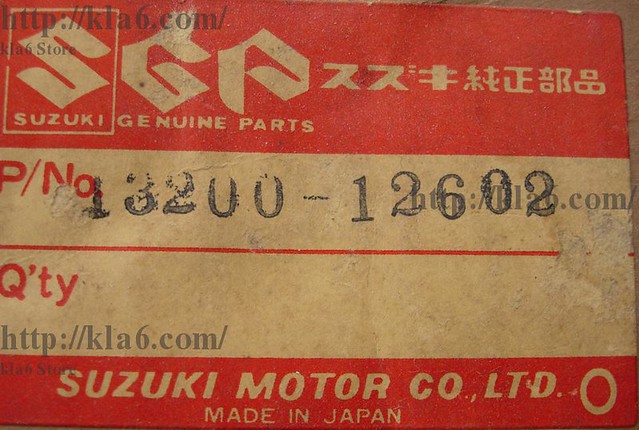 http://kla6.com/
kla6 Store
SGP スズキ純正部品
SUZUKI GENUINE PARTS
P/No. 13200-12602
http://kla6.com/
Q'ty
http://kla6.com/
kla6 Store
SUZUKI MOTOR CO., LTD.
MADE IN JAPAN